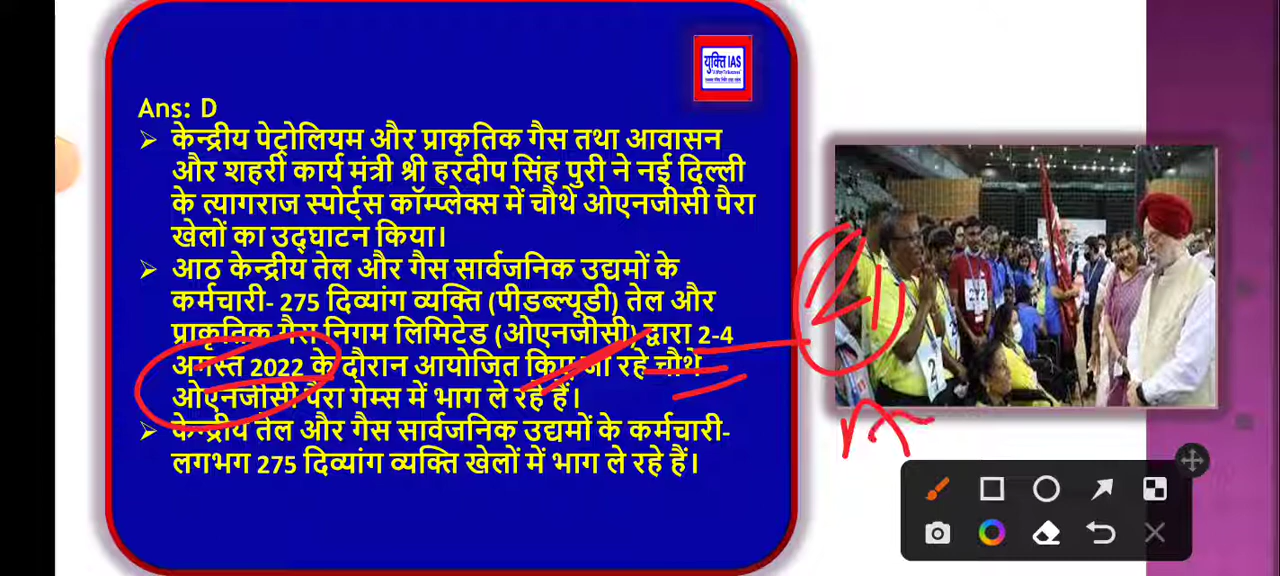 युक्ति IAS
Ans: D
➢ केन्द्रीय पेट्रोलियम और प्राकृतिक गैस तथा आवासन
और शहरी कार्य मंत्री श्री हरदीप सिंह पुरी ने नई दिल्ली
के त्यागराज स्पोर्ट्स कॉम्प्लेक्स में चौथे ओएनजीसी पैरा
खेलों का उद्घाटन किया।
➢ आठ केन्द्रीय तेल और गैस सार्वजनिक उद्यमों के
कर्मचारी- 275 दिव्यांग व्यक्ति (पीडब्ल्यूडी) तेल और
प्राकृतिक गैस निगम लिमिटेड (ओएनजीसी) द्वारा 2-4
अगस्त 2022 के दौरान आयोजित किए जा रहे चौथे
ओएनजीसी पैरा गेम्स में भाग ले रहे हैं।
➢ केन्द्रीय तेल और गैस सार्वजनिक उद्यमों के कर्मचारी-
लगभग 275 दिव्यांग व्यक्ति खेलों में भाग ले रहे हैं।
21